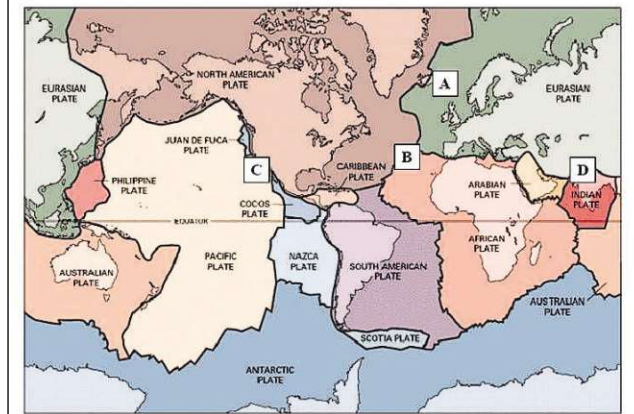 A
EURASIAN
PLATE
NORTH AMERICAN
PLATE
EURASIAN
PLATE
JUAN DE FUCA
PLATE
C
B
D
CARIBBEAN
PLATE
PHILIPPINE
PLATE
ARABIAN
PLATE
INDIAN
PLATE
COCOS
PLATE
EQUATOR
AUSTRALIAN
PLATE
PACIFIC
PLATE
NAZCA
PLATE
SOUTH AMERICAN
PLATE
AFRICAN
PLATE
AUSTRALIAN
PLATE
SCOTIA PLATE
ANTARCTIC
PLATE